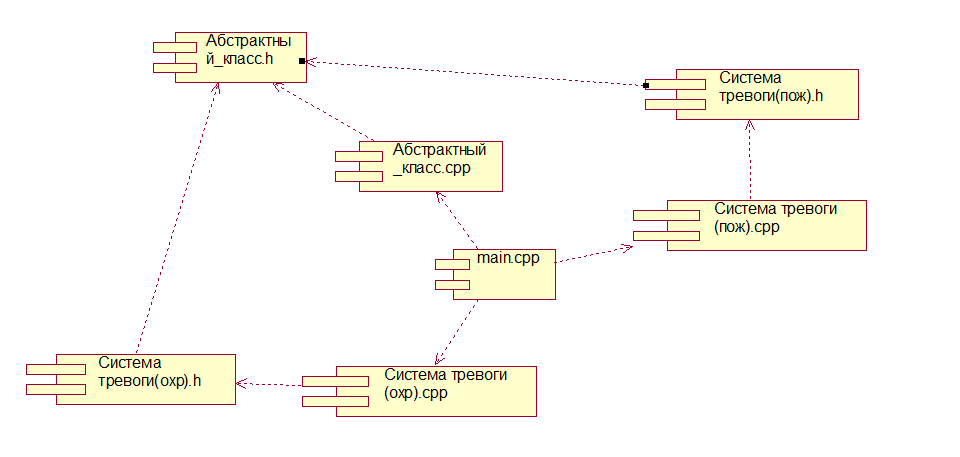 Абстрактны
й_класс.h
Система
тревоги(пож).h
Абстрактный
_класс.cpp
Система тревоги
(пож).cpp
main.cpp
Система
тревоги(охр).h
Система тревоги
(охр).cpp